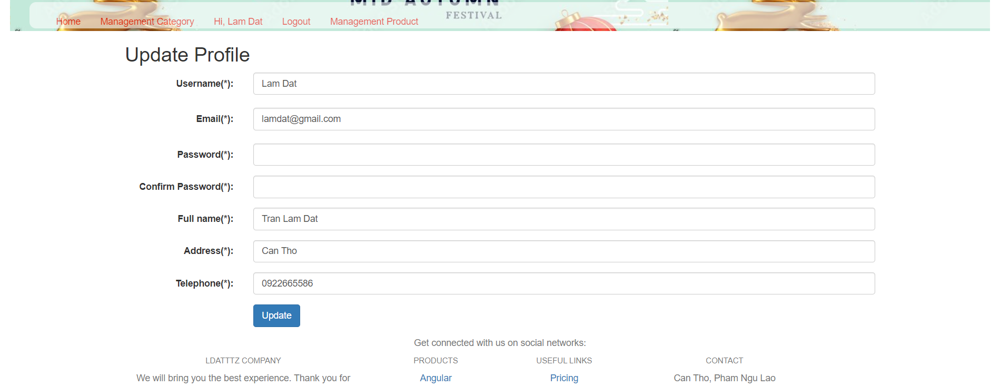 MID AUTUMN
FESTIVAL
Home Management Category Hi, Lam Dat Logout Management Product
Update Profile
Username(*): Lam Dat
Email(*): lamdat@gmail.com
Password(*):
Confirm Password(*):
Full name(*): Tran Lam Dat
Address(*): Can Tho
Telephone(*): 0922665586
Update
Get connected with us on social networks:
LDATTTZ COMPANY PRODUCTS USEFUL LINKS CONTACT
We will bring you the best experience. Thank you for Angular Pricing Can Tho, Pham Ngu Lao